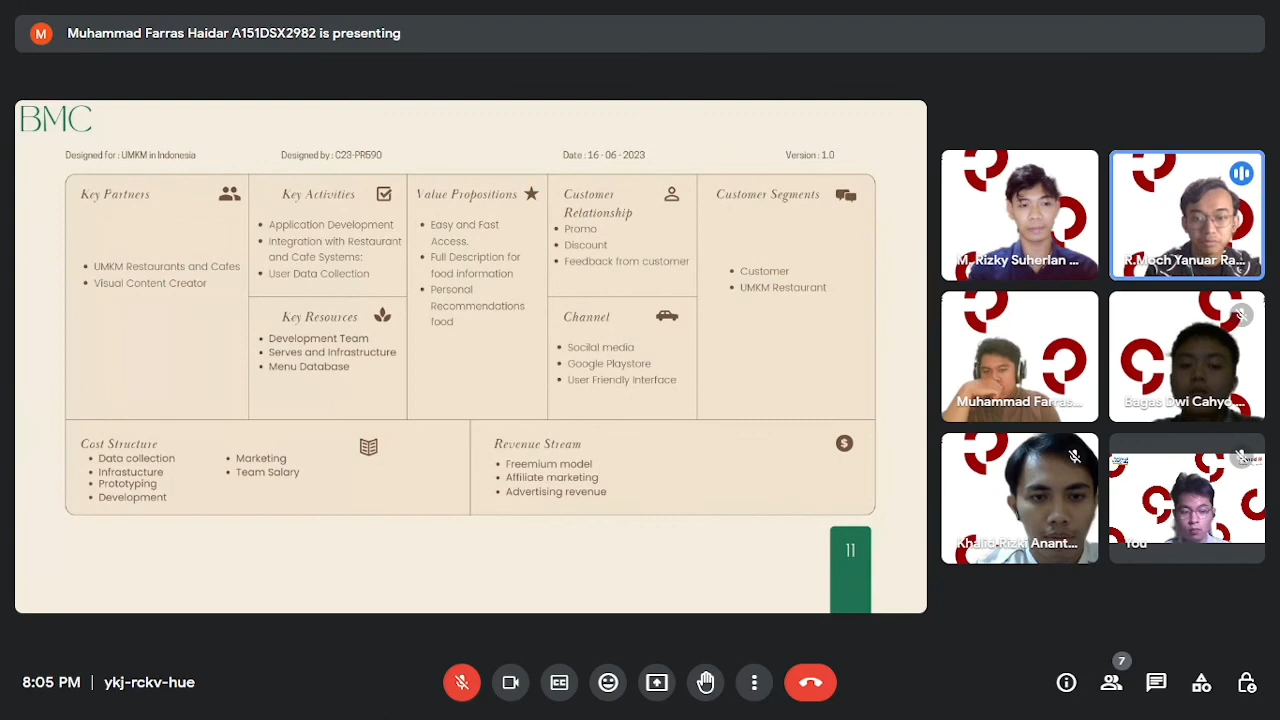 M
Muhammad Farras Haidar A151DSX2982 is presenting
BMC
Designed for : UMKM in Indonesia
Designed by : C23-PR590
Date : 16 - 06 - 2023
Version : 1.0
Key Partners
UMKM Restaurants and Cafes
Visual Content Creator
Key Activities
Application Development
Integration with Restaurant
and Cafe Systems:
User Data Collection
Key Resources
Development Team
Serves and Infrastructure
Menu Database
Value Propositions
Easy and Fast
Access.
Full Description for
food information
Personal
Recommendations
food
Customer
Relationship
Promo
Discount
Feedback from customer
Channel
Socilal media
Google Playstore
User Friendly Interface
Customer Segments
Customer
UMKM Restaurant
Cost Structure
Data collection
Infrastucture
Prototyping
Development
Marketing
Team Salary
Revenue Stream
$
Freemium model
Affiliate marketing
Advertising revenue
11
M. Rizky Suherlan ...
R.Moch Yanuar Ra...
Muhammad Farras...
Bagas Dwi Cahyo....
Khalid Rizki Anant...
You
8:05 PM | ykj-rckv-hue
7